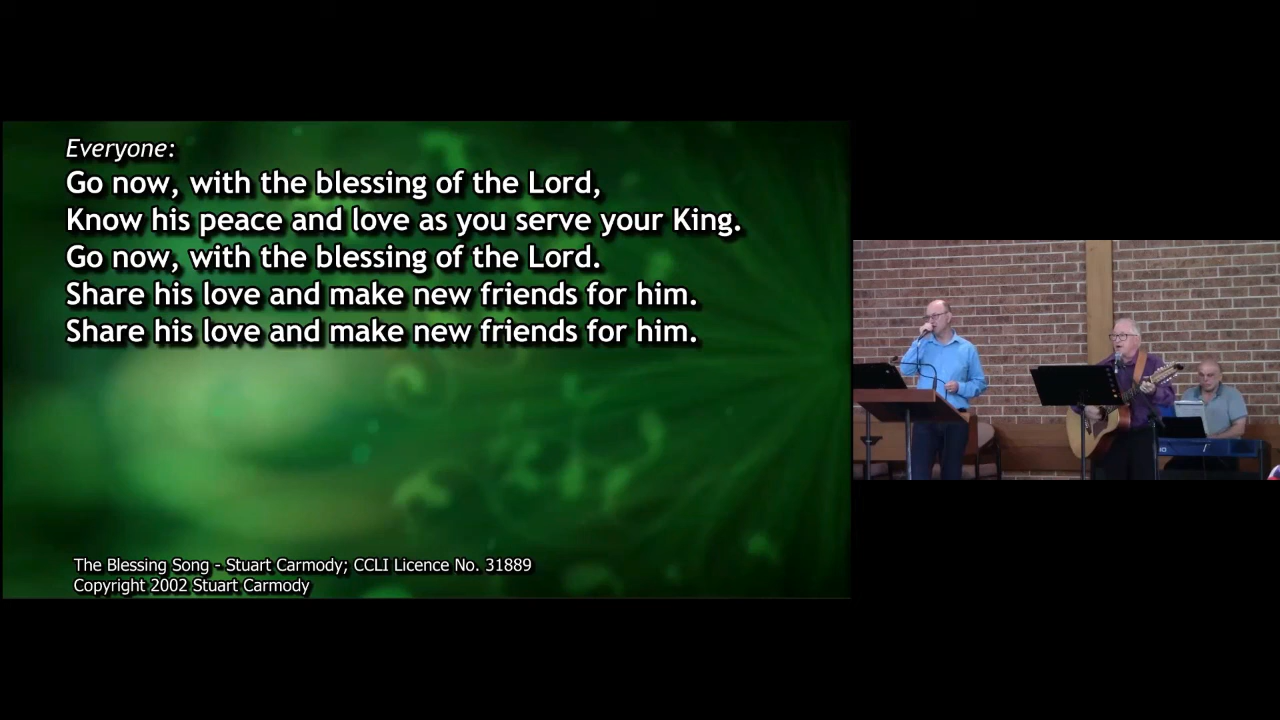 Everyone:
Go now, with the blessing of the Lord,
Know his peace and love as you serve your King.
Go now, with the blessing of the Lord.
Share his love and make new friends for him.
Share his love and make new friends for him.
The Blessing Song - Stuart Carmody; CCLI Licence No. 31889
Copyright 2002 Stuart Carmody